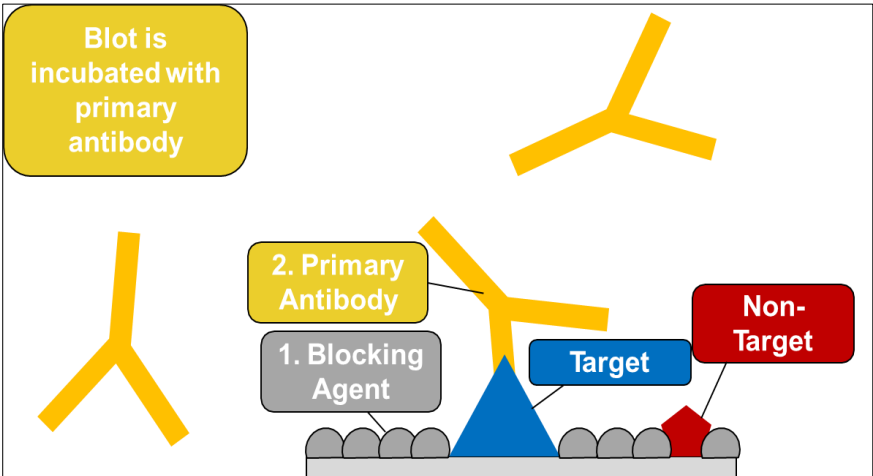 Blot is
incubated with
primary
antibody
2. Primary
Antibody
1. Blocking
Agent
Target
Non-
Target